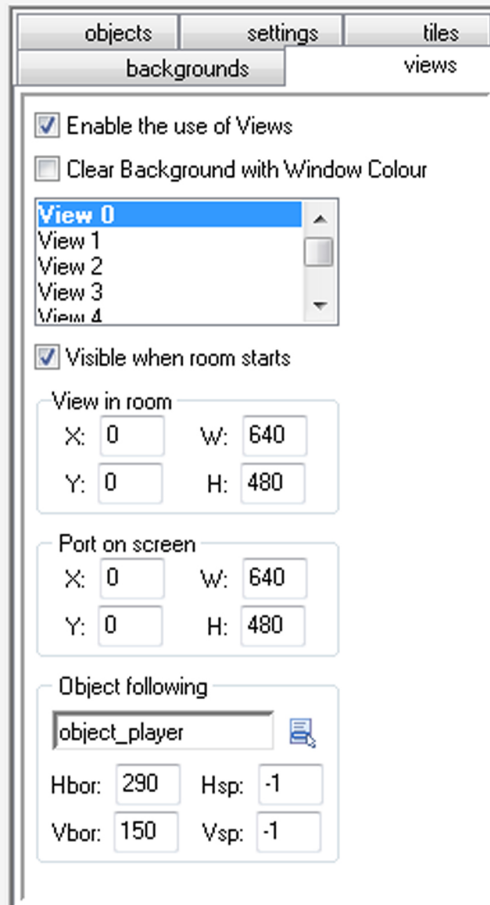 objects settings tiles
backgrounds views
Enable the use of Views
Clear Background with Window Colour
View 0
View 1
View 2
View 3
View 4
Visible when room starts
View in room
X: 0 W: 640
Y: 0 H: 480
Port on screen
X: 0 W: 640
Y: 0 H: 480
Object following
object_player
Hbor: 290 Hsp: -1
Vbor: 150 Vsp: -1